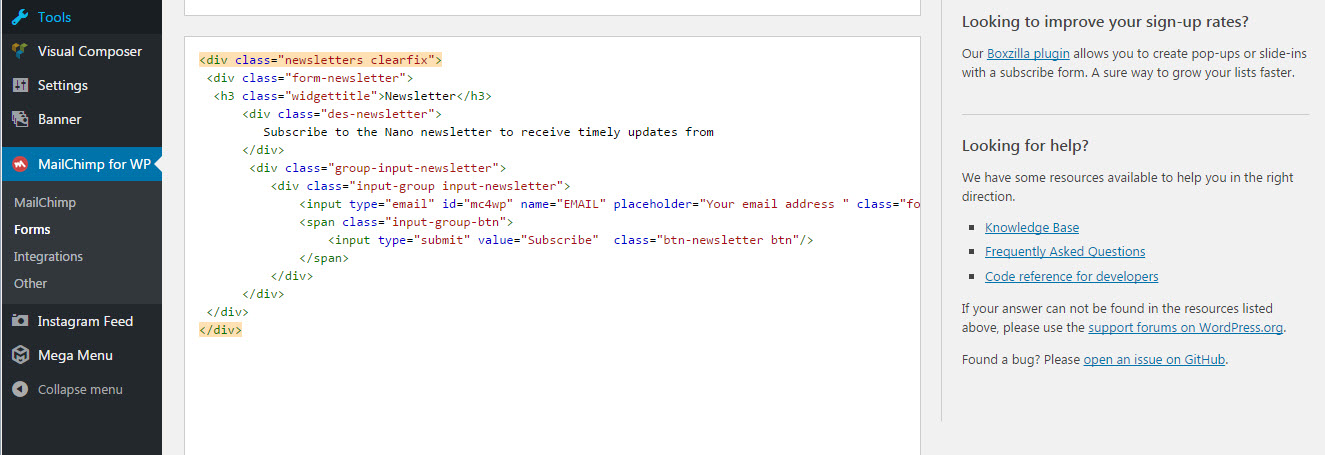 Tools
Visual Composer
Settings
Banner
MailChimp for WP
MailChimp
Forms
Integrations
Other
Instagram Feed
Mega Menu
Collapse menu
<div class="newsletters clearfix">
<div class="form-newsletter">
<h3 class="widgettitle">Newsletter</h3>
<div class="des-newsletter">
Subscribe to the Nano newsletter to receive timely updates from
</div>
<div class="group-input-newsletter">
<div class="input-group input-newsletter">
<input type="email" id="mc4wp" name="EMAIL" placeholder="Your email address " class="fo
<span class="input-group-btn">
<input type="submit" value="Subscribe"  class="btn-newsletter btn"/>
</span>
</div>
</div>
</div>
</div>
Looking to improve your sign-up rates?
Our Boxzilla plugin allows you to create pop-ups or slide-ins
with a subscribe form. A sure way to grow your lists faster.
Looking for help?
We have some resources available to help you in the right
direction.
Knowledge Base
Frequently Asked Questions
Code reference for developers
If your answer can not be found in the resources listed
above, please use the support forums on WordPress.org.
Found a bug? Please open an issue on GitHub.